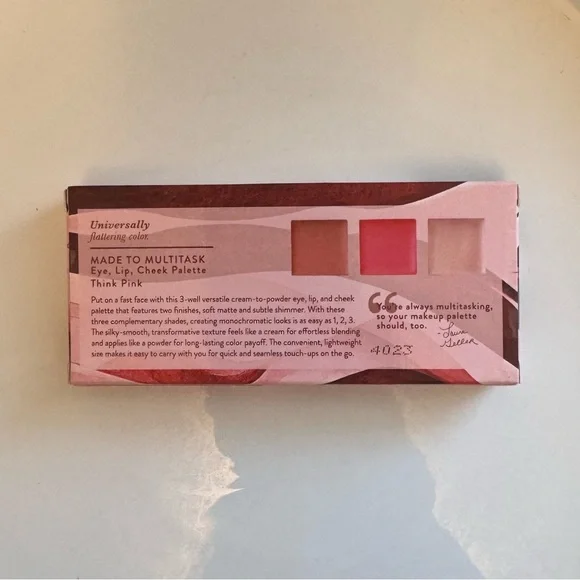 Universally
flattering color.
MADE TO MULTITASK
Eye, Lip, Cheek Palette
Think Pink
Put on a fast face with this 3-well versatile cream-to-powder eye, lip, and cheek
palette that features two finishes, soft matte and subtle shimmer. With these
three complementary shades, creating monochromatic looks is as easy as 1, 2, 3.
The silky-smooth, transformative texture feels like a cream for effortless blending
and applies like a powder for long-lasting color payoff. The convenient, lightweight
size makes it easy to carry with you for quick and seamless touch-ups on the go.
“You're always multitasking,
so your makeup palette
should, too.
-Laura
Geller
4023